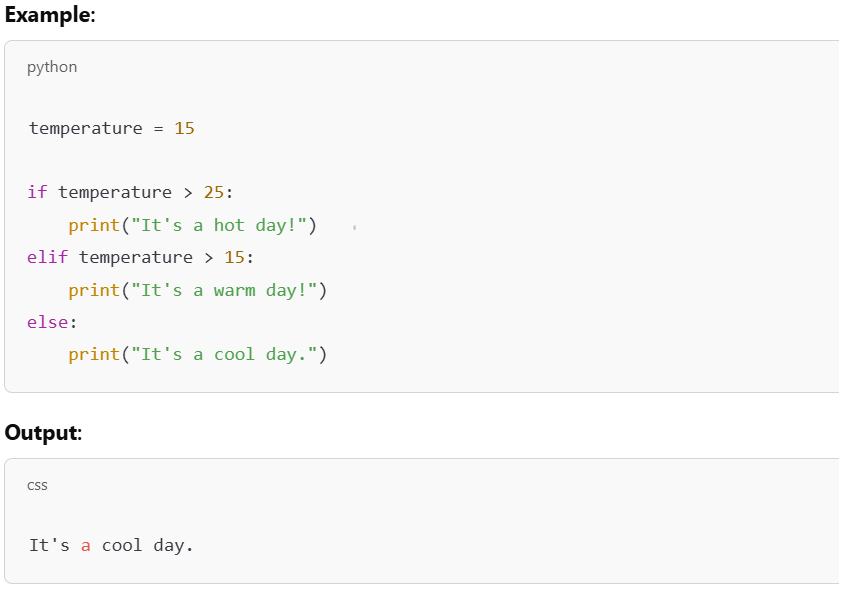 Example:
python
temperature = 15
if temperature > 25:
    print("It's a hot day!")
elif temperature > 15:
    print("It's a warm day!")
else:
    print("It's a cool day.")
Output:
css
It's a cool day.